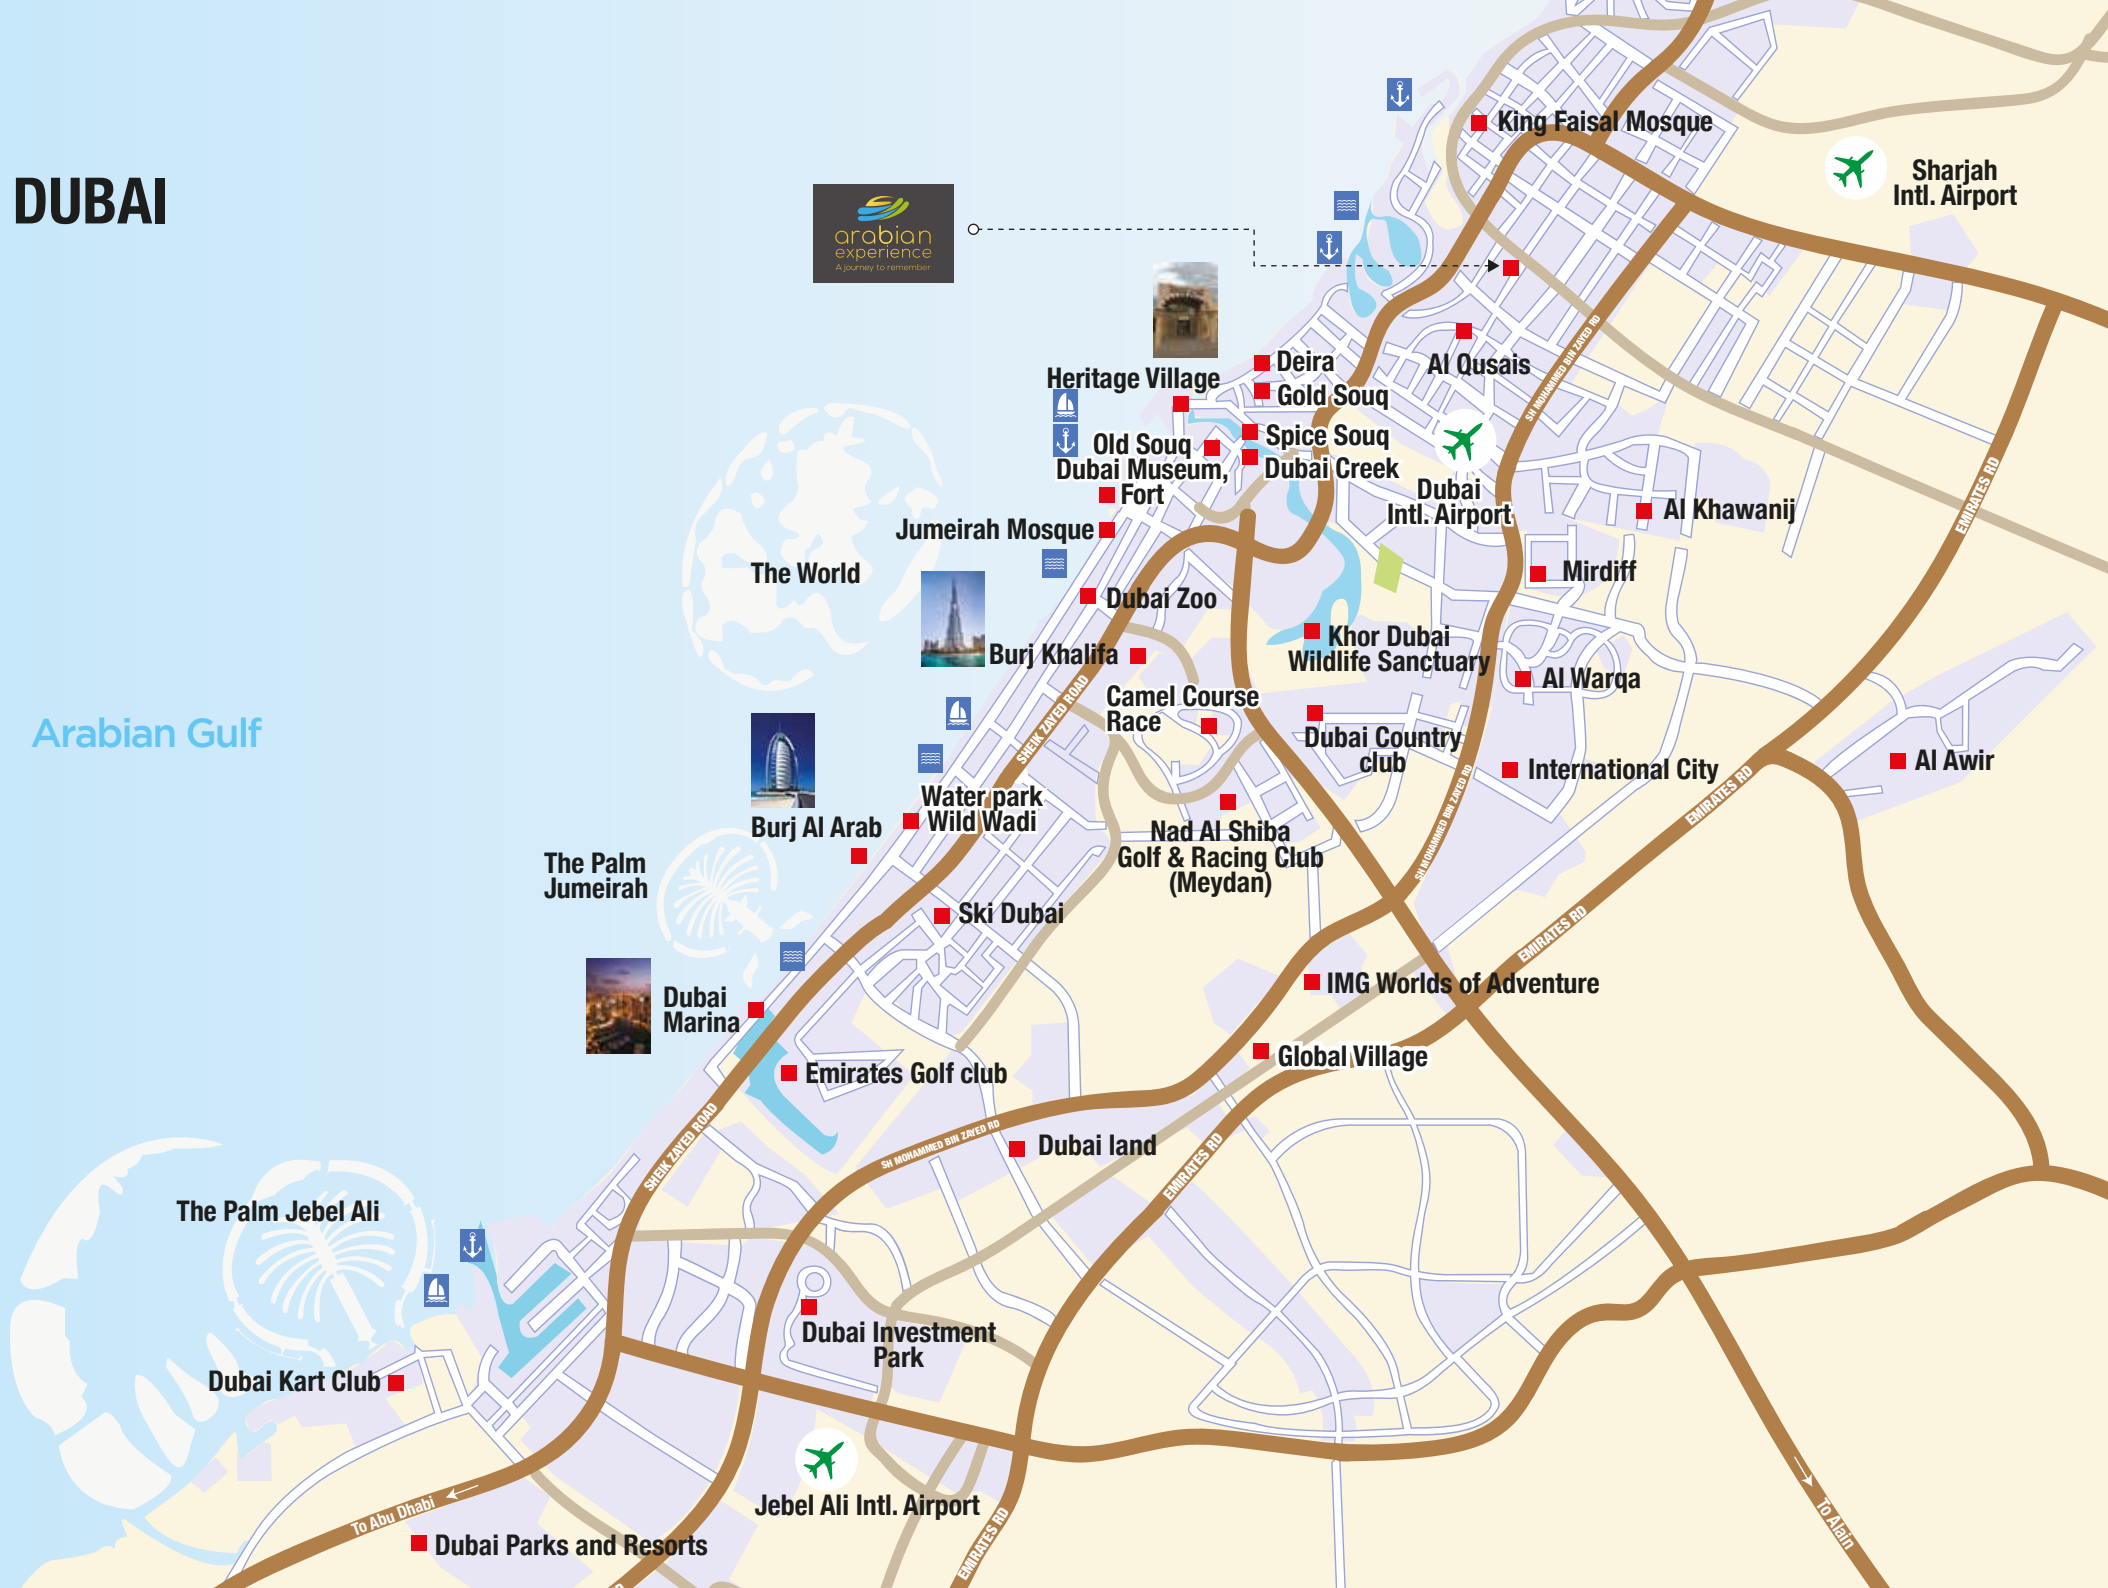 King Faisal Mosque
Sharjah
Intl. Airport
DUBAI
arabian
experience
A journey to remember
SH MOHAMMED BIN ZAYED RD
Deira
Al Qusais
Heritage Village
Gold Souq
Spice Souq
Old Souq
Dubai Creek
Dubai Museum,
Fort
Dubai
Intl. Airport
EMIRATES RD
Al Khawanij
Jumeirah Mosque
The World
Mirdiff
Dubai Zoo
Khor Dubai
Wildlife Sanctuary
Burj Khalifa
Al Warqa
Camel Course
Race
SHEIK ZAYED ROAD
Arabian Gulf
Dubai Country
club
International City
Al Awir
EMIRATES RD
SH MOHAMMED BIN ZAYED RD
Water park
Wild Wadi
Burj Al Arab
Nad Al Shiba
Golf & Racing Club
(Meydan)
The Palm
Jumeirah
Ski Dubai
EMIRATES RD
IMG Worlds of Adventure
Dubai
Marina
Global Village
Emirates Golf club
SHEIK ZAYED ROAD
SH MOHAMMED BIN ZAYED RD
Dubai land
EMIRATES RD
The Palm Jebel Ali
Dubai Investment
Park
Dubai Kart Club
Jebel Ali Intl. Airport
To Abu Dhabi
To Alain
Dubai Parks and Resorts
EMIRATES RD